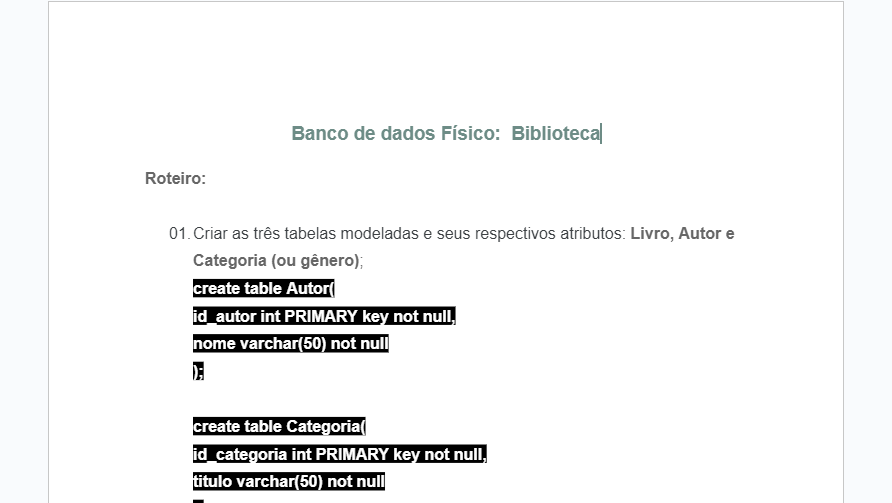 Banco de dados Físico:  Biblioteca
Roteiro:
01. Criar as três tabelas modeladas e seus respectivos atributos: Livro, Autor e
Categoria (ou gênero);
create table Autor(
id_autor int PRIMARY key not null,
nome varchar(50) not null
);
create table Categoria(
id_categoria int PRIMARY key not null,
titulo varchar(50) not null